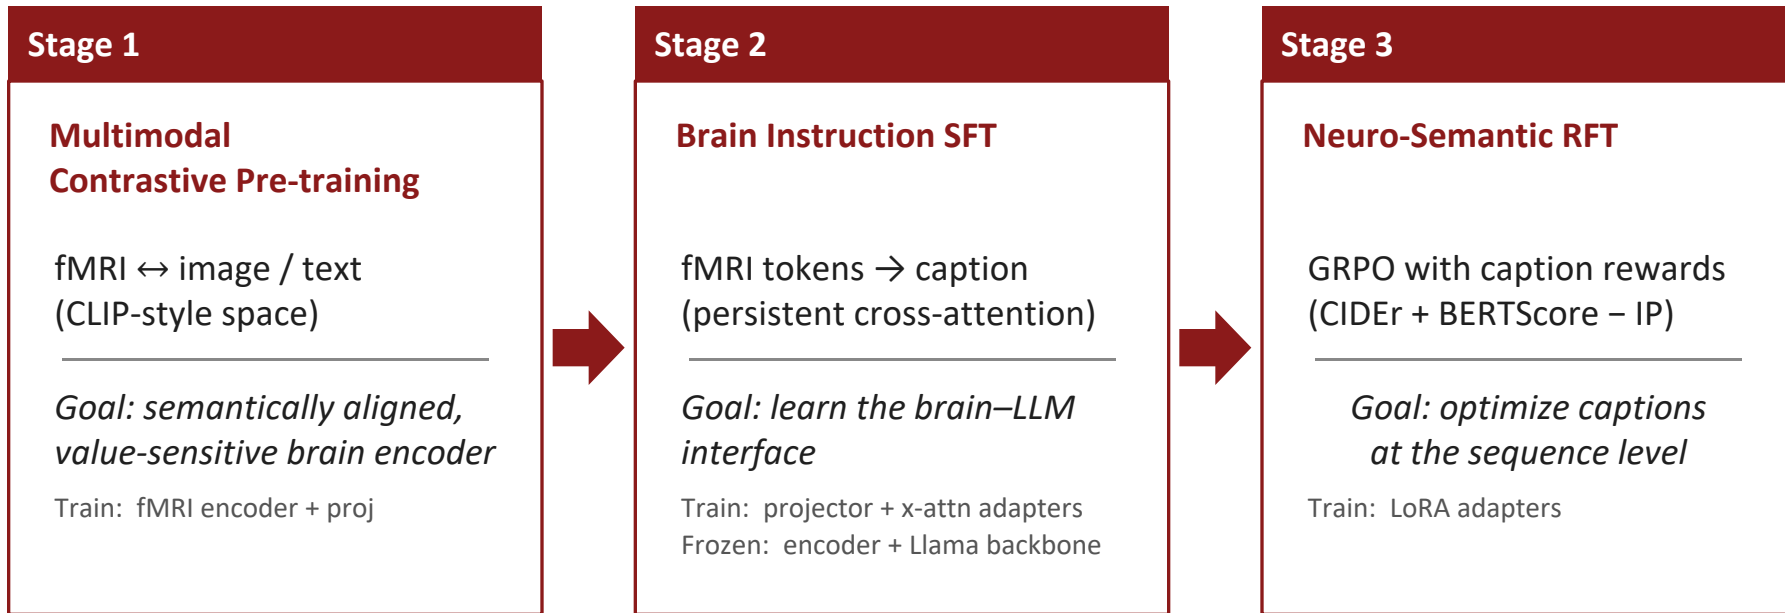 Stage 1
Multimodal
Contrastive Pre-training
fMRI ↔ image / text
(CLIP-style space)
Goal: semantically aligned,
value-sensitive brain encoder
Train: fMRI encoder + proj
Stage 2
Brain Instruction SFT
fMRI tokens → caption
(persistent cross-attention)
Goal: learn the brain–LLM
interface
Train: projector + x-attn adapters
Frozen: encoder + Llama backbone
Stage 3
Neuro-Semantic RFT
GRPO with caption rewards
(CIDEr + BERTScore − IP)
Goal: optimize captions
at the sequence level
Train: LoRA adapters